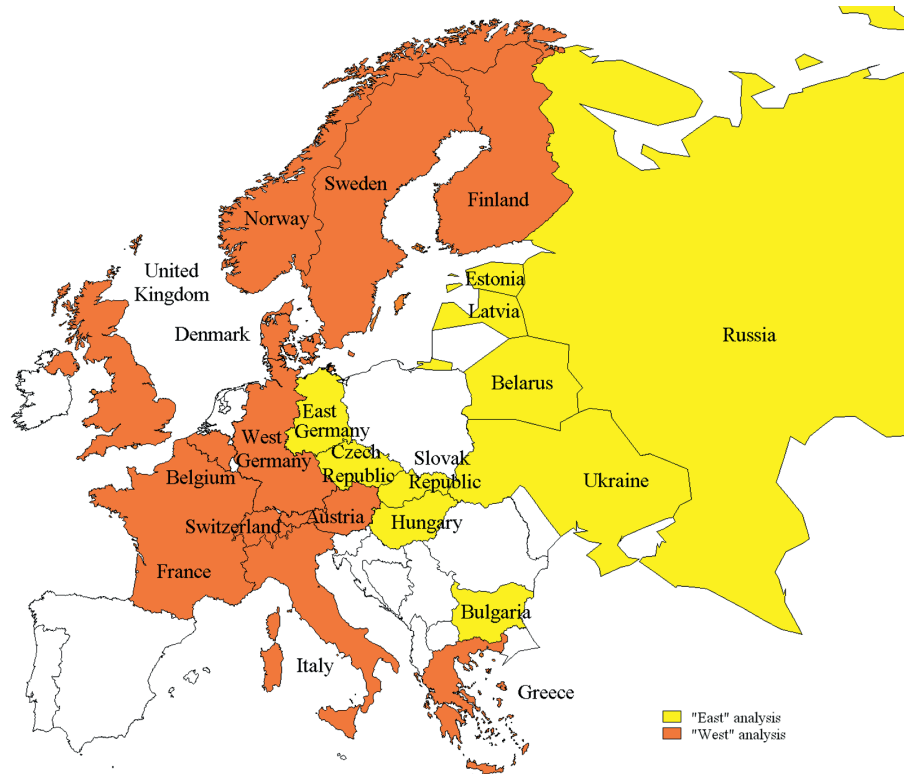 Sweden
Norway
Finland
United
Kingdom
Estonia
Latvia
Denmark
Russia
Belarus
East
Germany
West
Germany
Czech
Republic
Slovak
Republic
Belgium
Ukraine
Austria
Switzerland
Hungary
France
Bulgaria
Italy
Greece
"East" analysis
"West" analysis